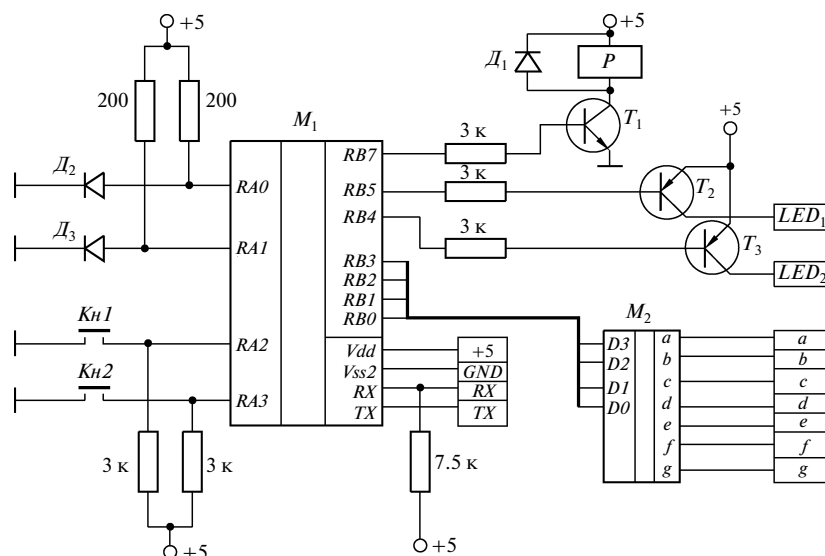 +5
200
200
Д2
Д3
Кн1
Кн2
3 к
3 к
+5
M1
RA0
RA1
RA2
RA3
RB7
RB5
RB4
RB3
RB2
RB1
RB0
Vdd
Vss2
RX
TX
+5
GND
RX
TX
7.5 к
+5
3 к
3 к
3 к
+5
Д1
P
T1
+5
T2
T3
LED1
LED2
M2
D3
D2
D1
D0
a
b
c
d
e
f
g
a
b
c
d
e
f
g